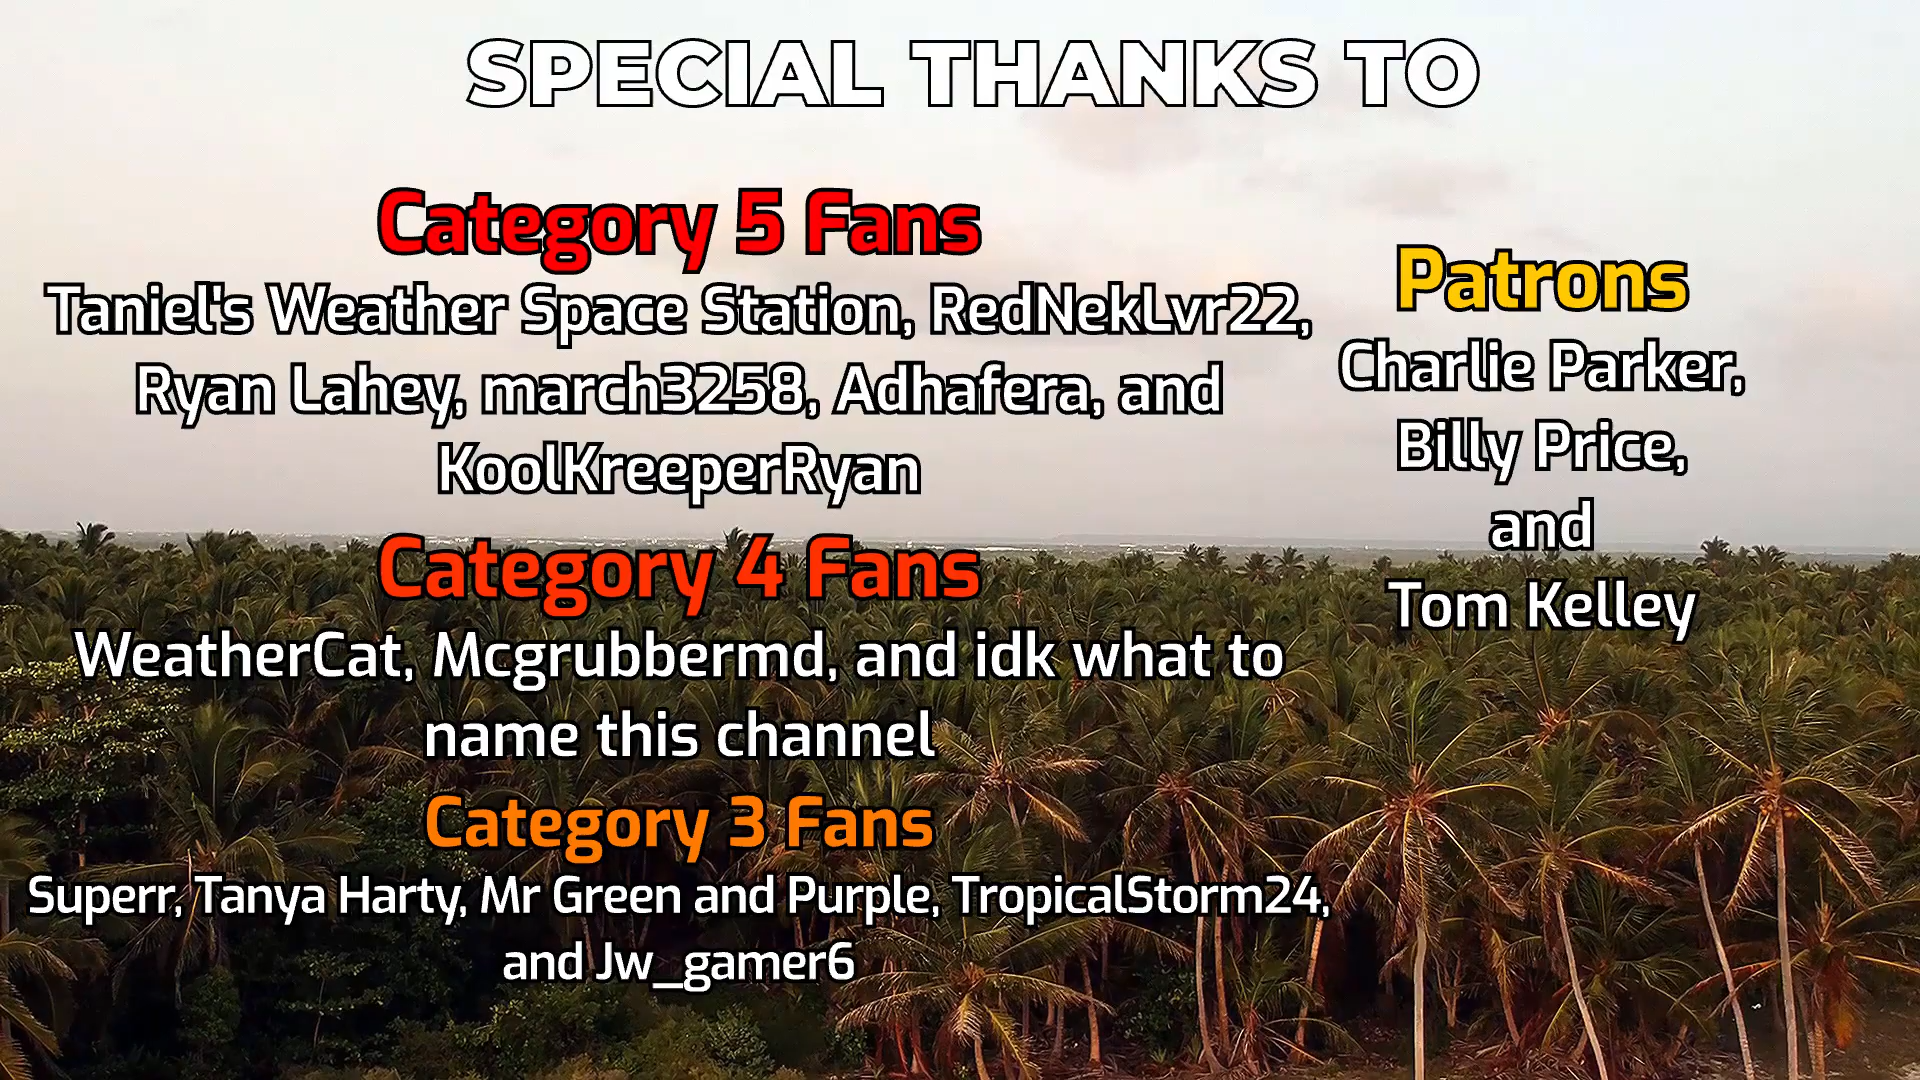 SPECIAL THANKS TO
Category 5 Fans
Taniel's Weather Space Station, RedNekLvr22,
Ryan Lahey, march3258, Adhafera, and
KoolKreeperRyan
Category 4 Fans
WeatherCat, Mcgrubbermd, and idk what to
name this channel
Category 3 Fans
Superr, Tanya Harty, Mr Green and Purple, TropicalStorm24,
and Jw_gamer6
Patrons
Charlie Parker,
Billy Price,
and
Tom Kelley